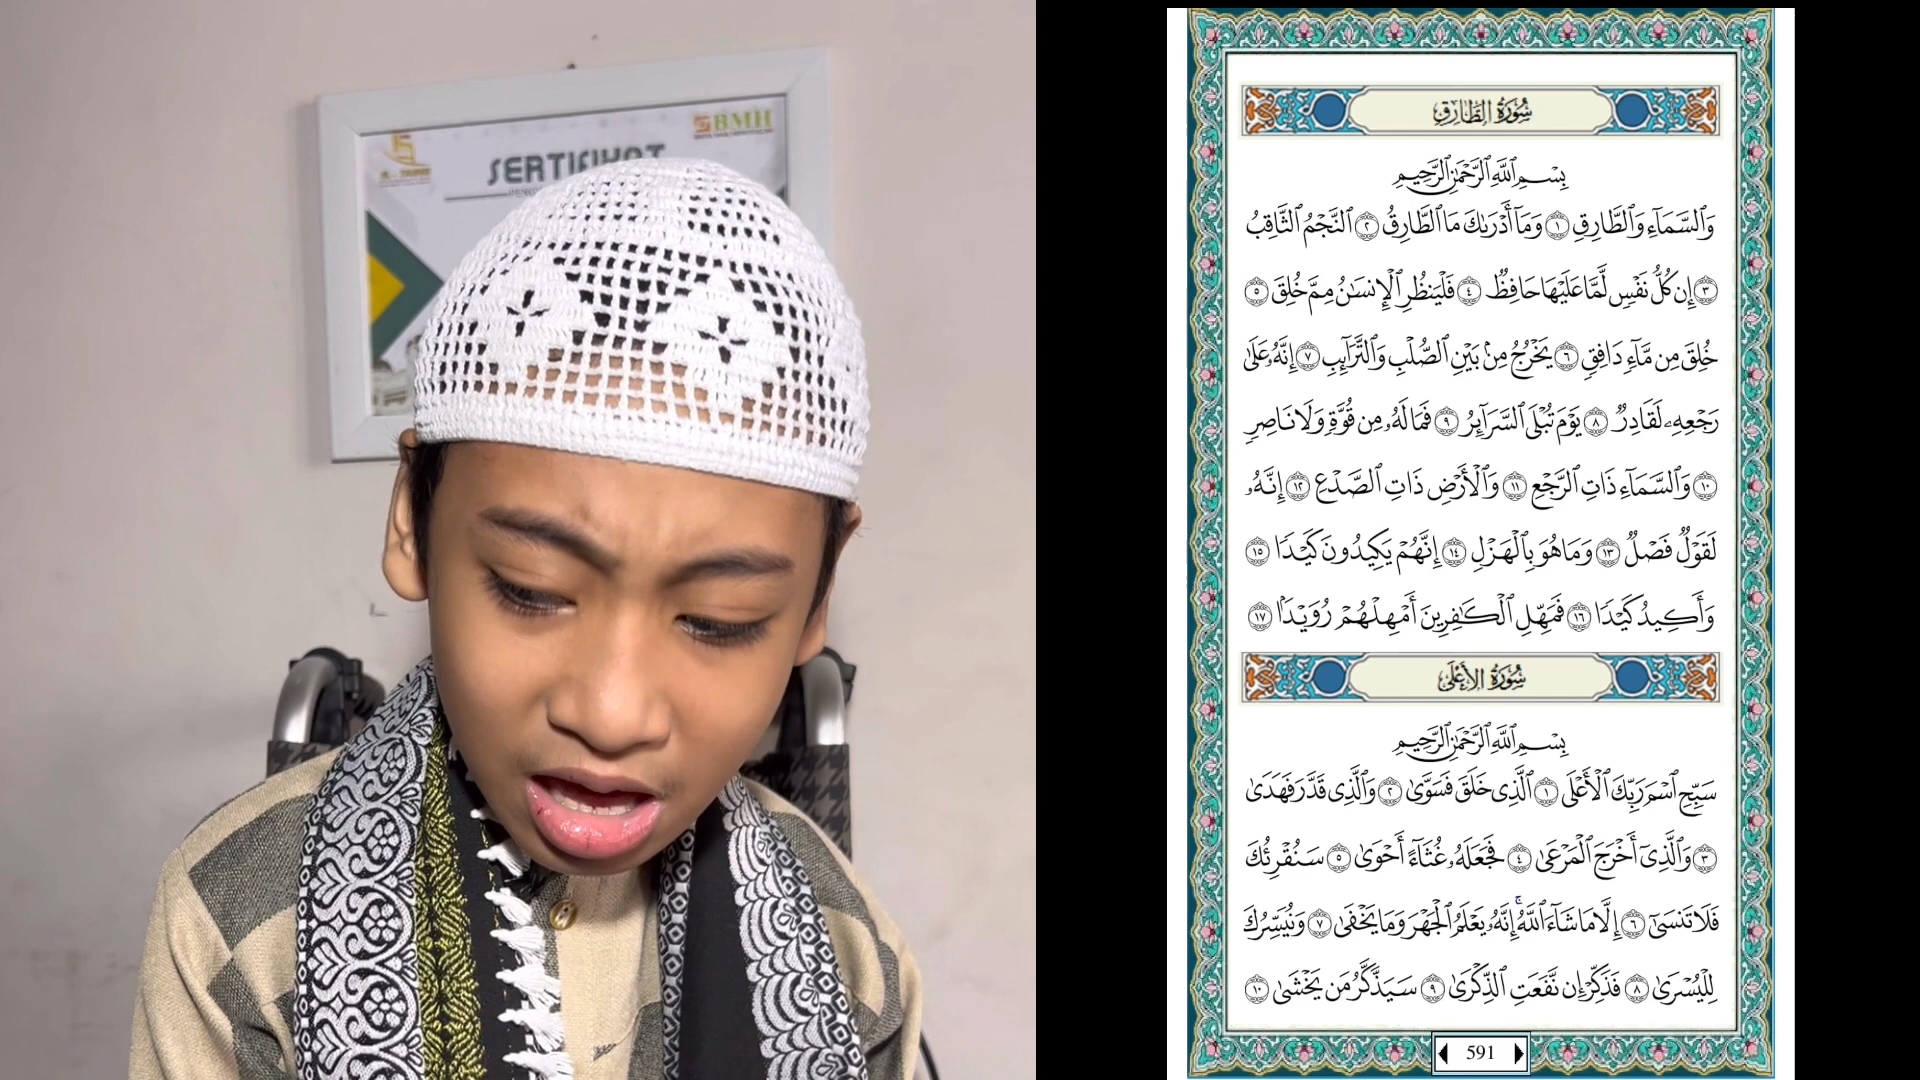 BMH
SERTIFIKAT
سُورَةُ الطَّارِقِ
بِسْمِ ٱللَّهِ ٱلرَّحْمَٰنِ ٱلرَّحِيمِ
وَٱلسَّمَآءِ وَٱلطَّارِقِ ١ وَمَآ أَدْرَىٰكَ مَا ٱلطَّارِقُ ٢ ٱلنَّجْمُ ٱلثَّاقِبُ
٣ إِن كُلُّ نَفْسٍ لَّمَّا عَلَيْهَا حَافِظٌ ٤ فَلْيَنظُرِ ٱلْإِنسَٰنُ مِمَّ خُلِقَ ٥
خُلِقَ مِن مَّآءٍ دَافِقٍ ٦ يَخْرُجُ مِنۢ بَيْنِ ٱلصُّلْبِ وَٱلتَّرَآئِبِ ٧ إِنَّهُۥ عَلَىٰ
رَجْعِهِۦ لَقَادِرٌ ٨ يَوْمَ تُبْلَى ٱلسَّرَآئِرُ ٩ فَمَا لَهُۥ مِن قُوَّةٍ وَلَا نَاصِرٍ
١٠ وَٱلسَّمَآءِ ذَاتِ ٱلرَّجْعِ ١١ وَٱلْأَرْضِ ذَاتِ ٱلصَّدْعِ ١٢ إِنَّهُۥ
لَقَوْلٌ فَصْلٌ ١٣ وَمَا هُوَ بِٱلْهَزْلِ ١٤ إِنَّهُمْ يَكِيدُونَ كَيْدًا ١٥
وَأَكِيدُ كَيْدًا ١٦ فَمَهِّلِ ٱلْكَٰفِرِينَ أَمْهِلْهُمْ رُوَيْدًۢا ١٧
سُورَةُ الأَعْلَىٰ
بِسْمِ ٱللَّهِ ٱلرَّحْمَٰنِ ٱلرَّحِيمِ
سَبِّحِ ٱسْمَ رَبِّكَ ٱلْأَعْلَى ١ ٱلَّذِى خَلَقَ فَسَوَّىٰ ٢ وَٱلَّذِى قَدَّرَ فَهَدَىٰ
٣ وَٱلَّذِىٓ أَخْرَجَ ٱلْمَرْعَىٰ ٤ فَجَعَلَهُۥ غُثَآءً أَحْوَىٰ ٥ سَنُقْرِئُكَ
فَلَا تَنسَىٰٓ ٦ إِلَّا مَا شَآءَ ٱللَّهُ ۚ إِنَّهُۥ يَعْلَمُ ٱلْجَهْرَ وَمَا يَخْفَىٰ ٧ وَنُيَسِّرُكَ
لِلْيُسْرَىٰ ٨ فَذَكِّرْ إِن نَّفَعَتِ ٱلذِّكْرَىٰ ٩ سَيَذَّكَّرُ مَن يَخْشَىٰ ١٠
591